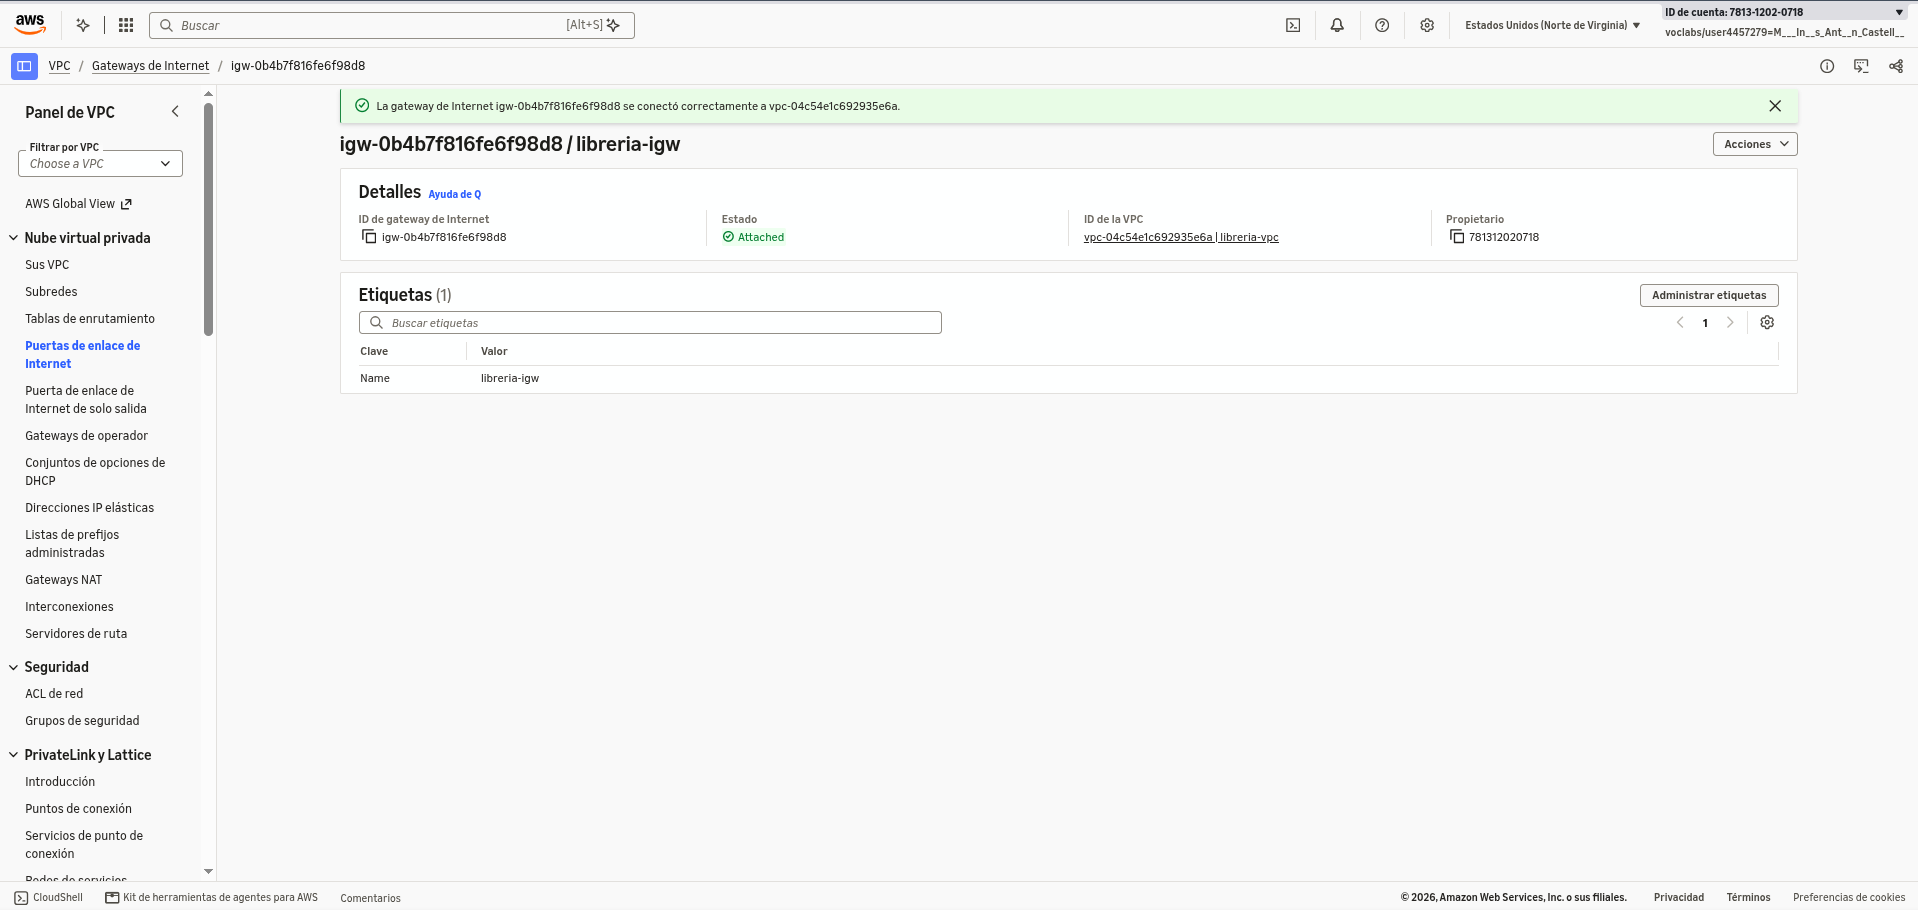 aws
Buscar
[Alt+S]
Estados Unidos (Norte de Virginia)
ID de cuenta: 7813-1202-0718
voclabs/user4457279=M___In__s_Ant__n_Castell__
VPC / Gateways de Internet / igw-0b4b7f816fe6f98d8
Panel de VPC
Filtrar por VPC
Choose a VPC
AWS Global View
Nube virtual privada
Sus VPC
Subredes
Tablas de enrutamiento
Puertas de enlace de
Internet
Puerta de enlace de
Internet de solo salida
Gateways de operador
Conjuntos de opciones de
DHCP
Direcciones IP elásticas
Listas de prefijos
administradas
Gateways NAT
Interconexiones
Servidores de ruta
Seguridad
ACL de red
Grupos de seguridad
PrivateLink y Lattice
Introducción
Puntos de conexión
Servicios de punto de
conexión
Redes de servicios
La gateway de Internet igw-0b4b7f816fe6f98d8 se conectó correctamente a vpc-04c54e1c692935e6a.
igw-0b4b7f816fe6f98d8 / libreria-igw
Acciones
Detalles Ayuda de Q
ID de gateway de Internet
igw-0b4b7f816fe6f98d8
Estado
Attached
ID de la VPC
vpc-04c54e1c692935e6a | libreria-vpc
Propietario
781312020718
Etiquetas (1)
Administrar etiquetas
Buscar etiquetas
1
Clave Valor
Name libreria-igw
CloudShell
Kit de herramientas de agentes para AWS
Comentarios
© 2026, Amazon Web Services, Inc. o sus filiales.
Privacidad
Términos
Preferencias de cookies